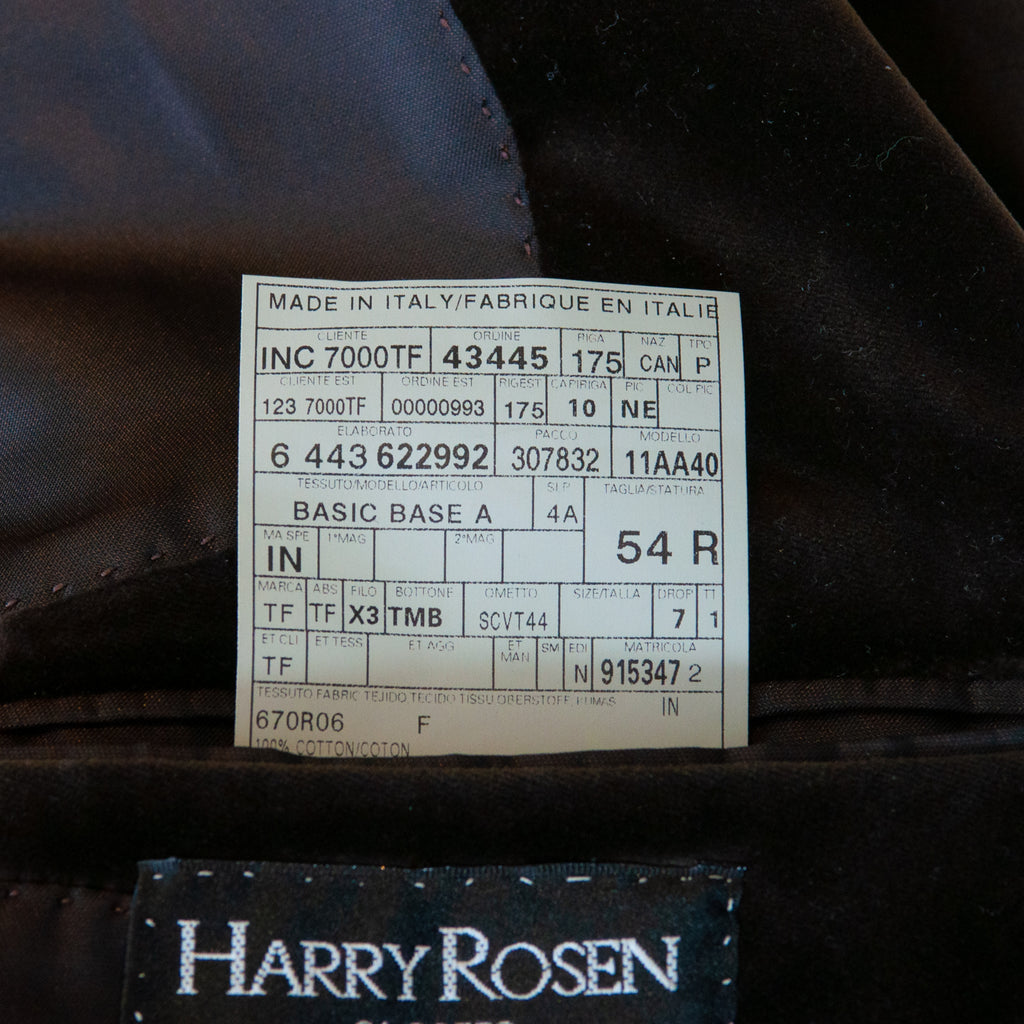 MADE IN ITALY/FABRIQUE EN ITALIE
CLIENTE ORDINE RIGA NAZ TPO
INC 7000TF 43445 175 CAN P
CLIENTE EST ORDINE EST RIGEST CAPIRIGA PIC COL PIC
123 7000TF 00000993 175 10 NE
ELABORATO PACCO MODELLO
6 443 622992 307832 11AA40
TESSUTO/MODELLO/ARTICOLO TAGLIA/STATURA
BASIC BASE A 4A 54 R
MA SPE 1°MAG 2°MAG
IN
MARCA ABS FILO BOTTONE OMETTO SIZE/TALLA DROP TT
TF TF X3 TMB SCVT44 7 1
ET CLI ET TESS ET AGG ET MAN SM EDI MATRICOLA
TF N 915347 2
TESSUTO FABRIC TEJIDO TECIDO TISSU OBERSTOFF KUMAS
IN
670R06 F
100% COTTON/COTON
HARRY ROSEN